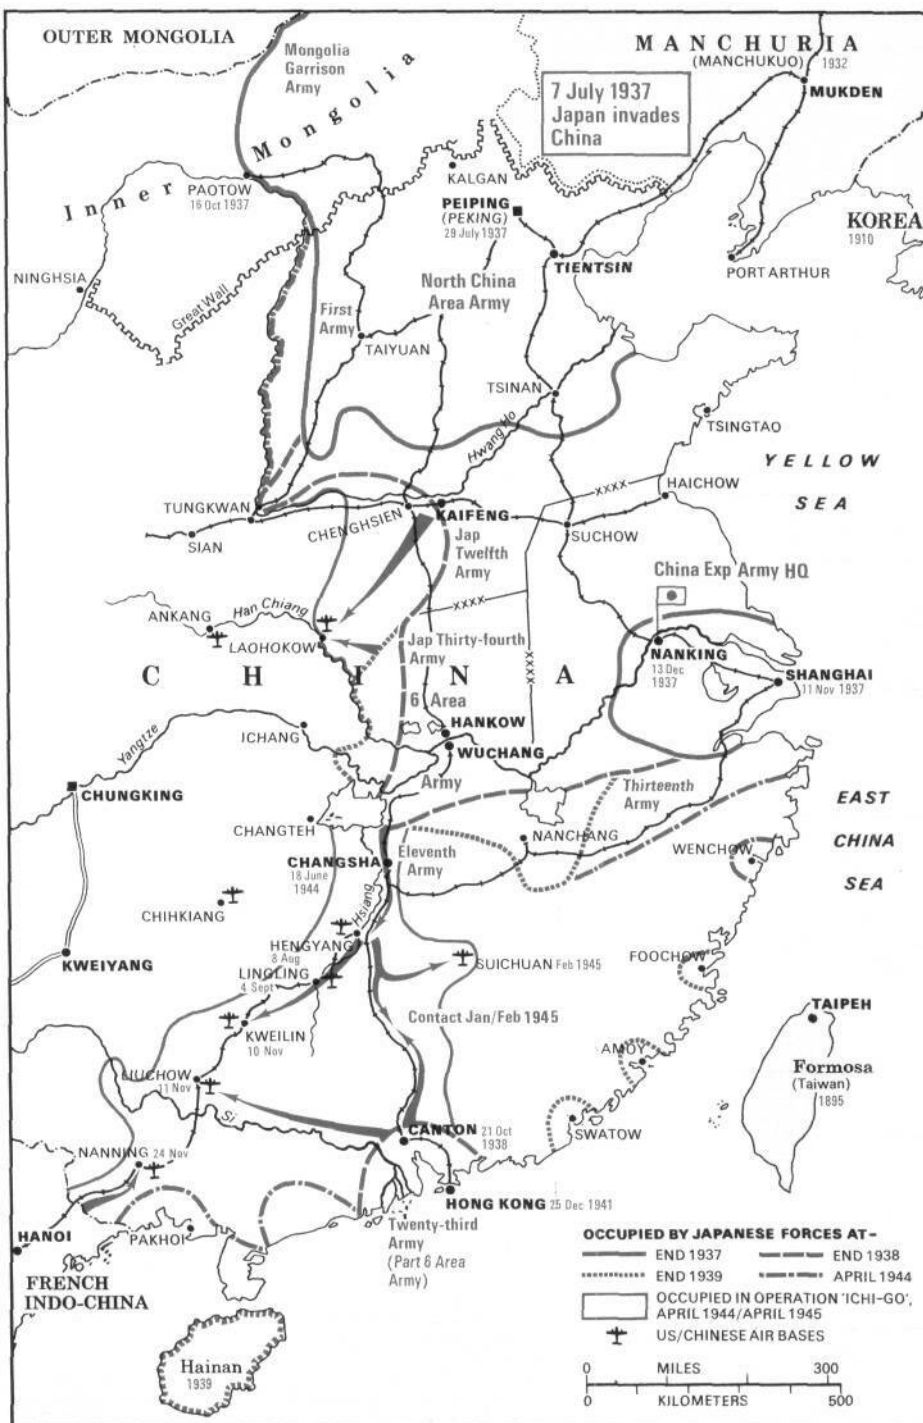 OUTER MONGOLIA
Mongolia
Garrison
Army
Inner Mongolia
MANCHURIA
(MANCHUKUO) 1932
MUKDEN
7 July 1937
Japan invades
China
PAOTOW
16 Oct 1937
KALGAN
PEIPING
(PEKING)
29 July 1937
TIENTSIN
KOREA
1910
PORT ARTHUR
NINGHSIA
Great Wall
North China
Area Army
First
Army
TAIYUAN
TSINAN
Hwang Ho
TSINGTAO
YELLOW
SEA
TUNGKWAN
CHENGHSIEN
KAIFENG
xxxx
HAICHOW
SIAN
SUCHOW
Jap
Twelfth
Army
China Exp Army HQ
ANKANG
Han Chiang
xxxx
LAOHOKOW
Jap Thirty-fourth
Army
xxxx
NANKING
13 Dec
1937
SHANGHAI
11 Nov 1937
CHINA
6 Area
Army
HANKOW
WUCHANG
ICHANG
Yangtze
CHUNGKING
Thirteenth
Army
EAST
CHINA
SEA
CHANGTEH
NANCHANG
WENCHOW
CHANGSHA
18 June
1944
Eleventh
Army
CHIHKIANG
Hsiang
HENGYANG
8 Aug
KWEIYANG
LINGLING
4 Sept
SUICHUAN Feb 1945
FOOCHOW
KWEILIN
10 Nov
Contact Jan/Feb 1945
TAIPEH
AMOY
Formosa
(Taiwan)
1895
LIUCHOW
11 Nov
Si
CANTON 21 Oct
1938
SWATOW
NANNING 24 Nov
HONG KONG 25 Dec 1941
HANOI
PAKHOI
Twenty-third
Army
(Part 6 Area
Army)
FRENCH
INDO-CHINA
Hainan
1939
OCCUPIED BY JAPANESE FORCES AT-
END 1937 END 1938
END 1939 APRIL 1944
OCCUPIED IN OPERATION 'ICHI-GO',
APRIL 1944/APRIL 1945
US/CHINESE AIR BASES
0 MILES 300
0 KILOMETERS 500